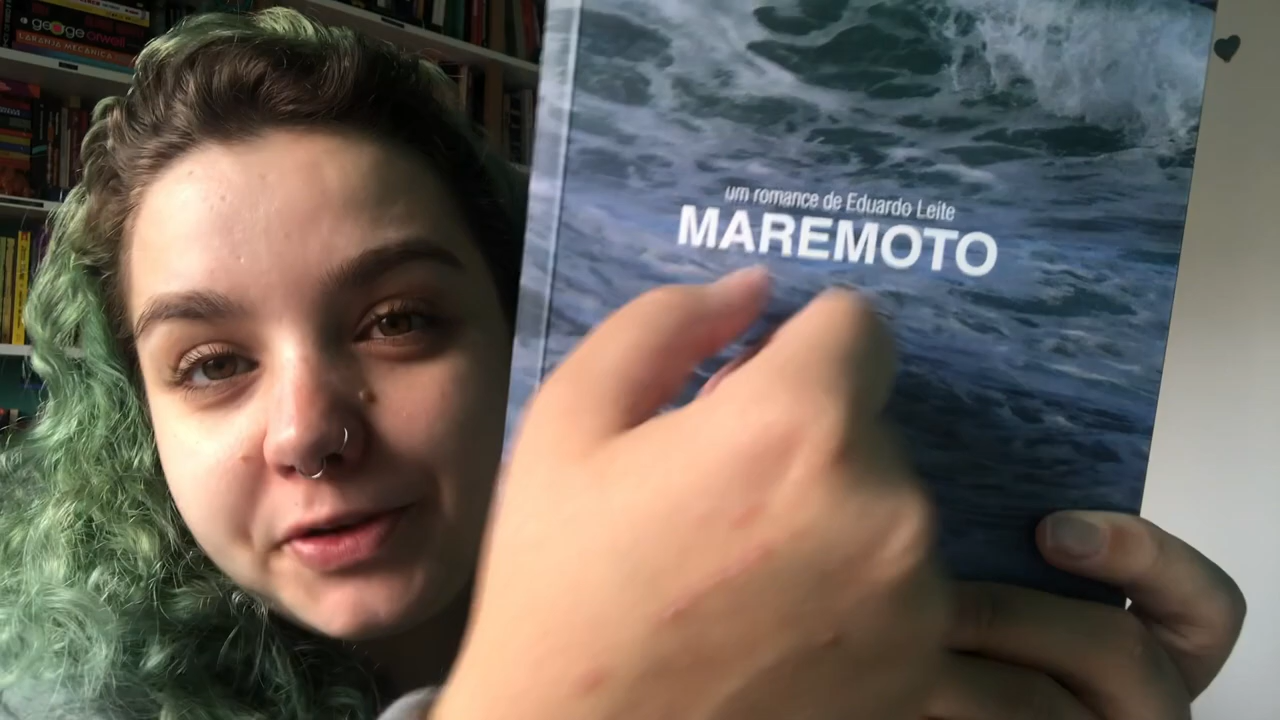 george orwell
LARANJA MECÂNICA
um romance de Eduardo Leite
MAREMOTO